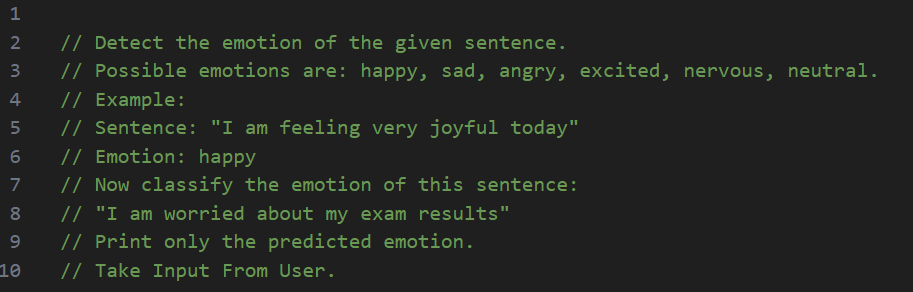 1
2 // Detect the emotion of the given sentence.
3 // Possible emotions are: happy, sad, angry, excited, nervous, neutral.
4 // Example:
5 // Sentence: "I am feeling very joyful today"
6 // Emotion: happy
7 // Now classify the emotion of this sentence:
8 // "I am worried about my exam results"
9 // Print only the predicted emotion.
10 // Take Input From User.